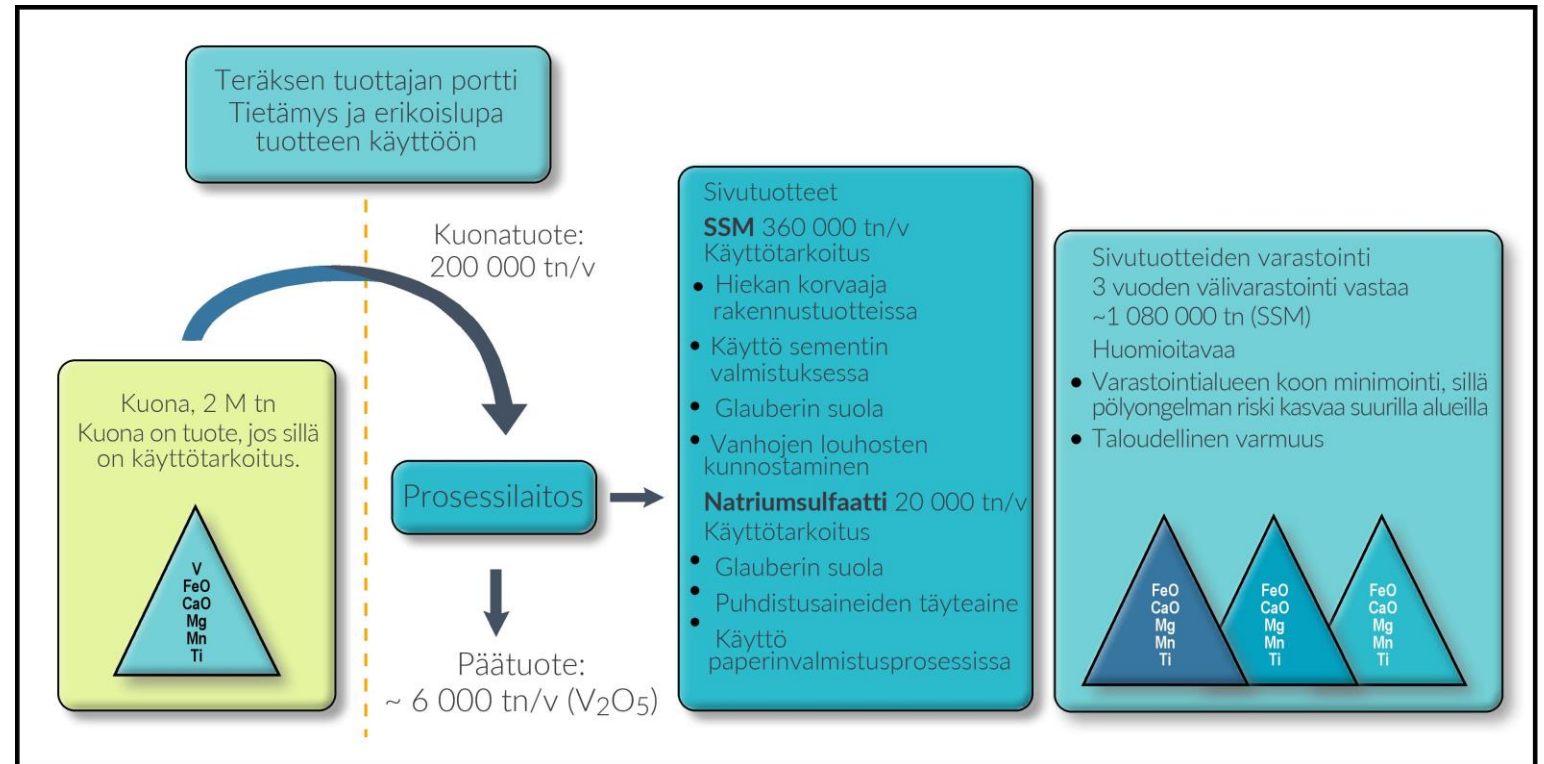 Teräksen tuottajan portti
Tietämys ja erikoislupa
tuotteen käyttöön
Kuonatuote:
200 000 tn/v
Kuona, 2 M tn
Kuona on tuote, jos sillä
on käyttötarkoitus.
V
FeO
CaO
Mg
Mn
Ti
Prosessilaitos
Päätuote:
~ 6 000 tn/v (V2O5)
Sivutuotteet
SSM 360 000 tn/v
Käyttötarkoitus
• Hiekan korvaaja
rakennustuotteissa
• Käyttö sementin
valmistuksessa
• Glauberin suola
• Vanhojen louhosten
kunnostaminen
Natriumsulfaatti 20 000 tn/v
Käyttötarkoitus
• Glauberin suola
• Puhdistusaineiden täyteaine
• Käyttö
paperinvalmistusprosessissa
Sivutuotteiden varastointi
3 vuoden välivarastointi vastaa
~1 080 000 tn (SSM)
Huomioitavaa
• Varastointialueen koon minimointi, sillä
pölyongelman riski kasvaa suurilla alueilla
• Taloudellinen varmuus
FeO
CaO
Mg
Mn
Ti
FeO
CaO
Mg
Mn
Ti
FeO
CaO
Mg
Mn
Ti